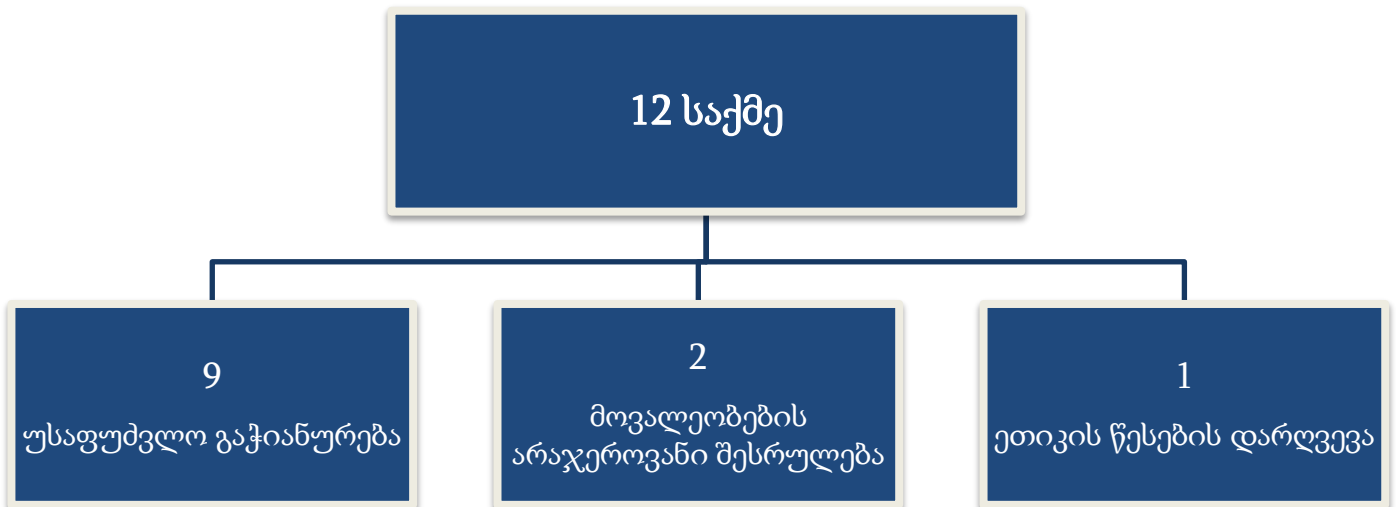 12 საქმე
9
უსაფუძვლო გაჭიანურება
2
მოვალეობების
არაჯეროვანი შესრულება
1
ეთიკის წესების დარღვევა